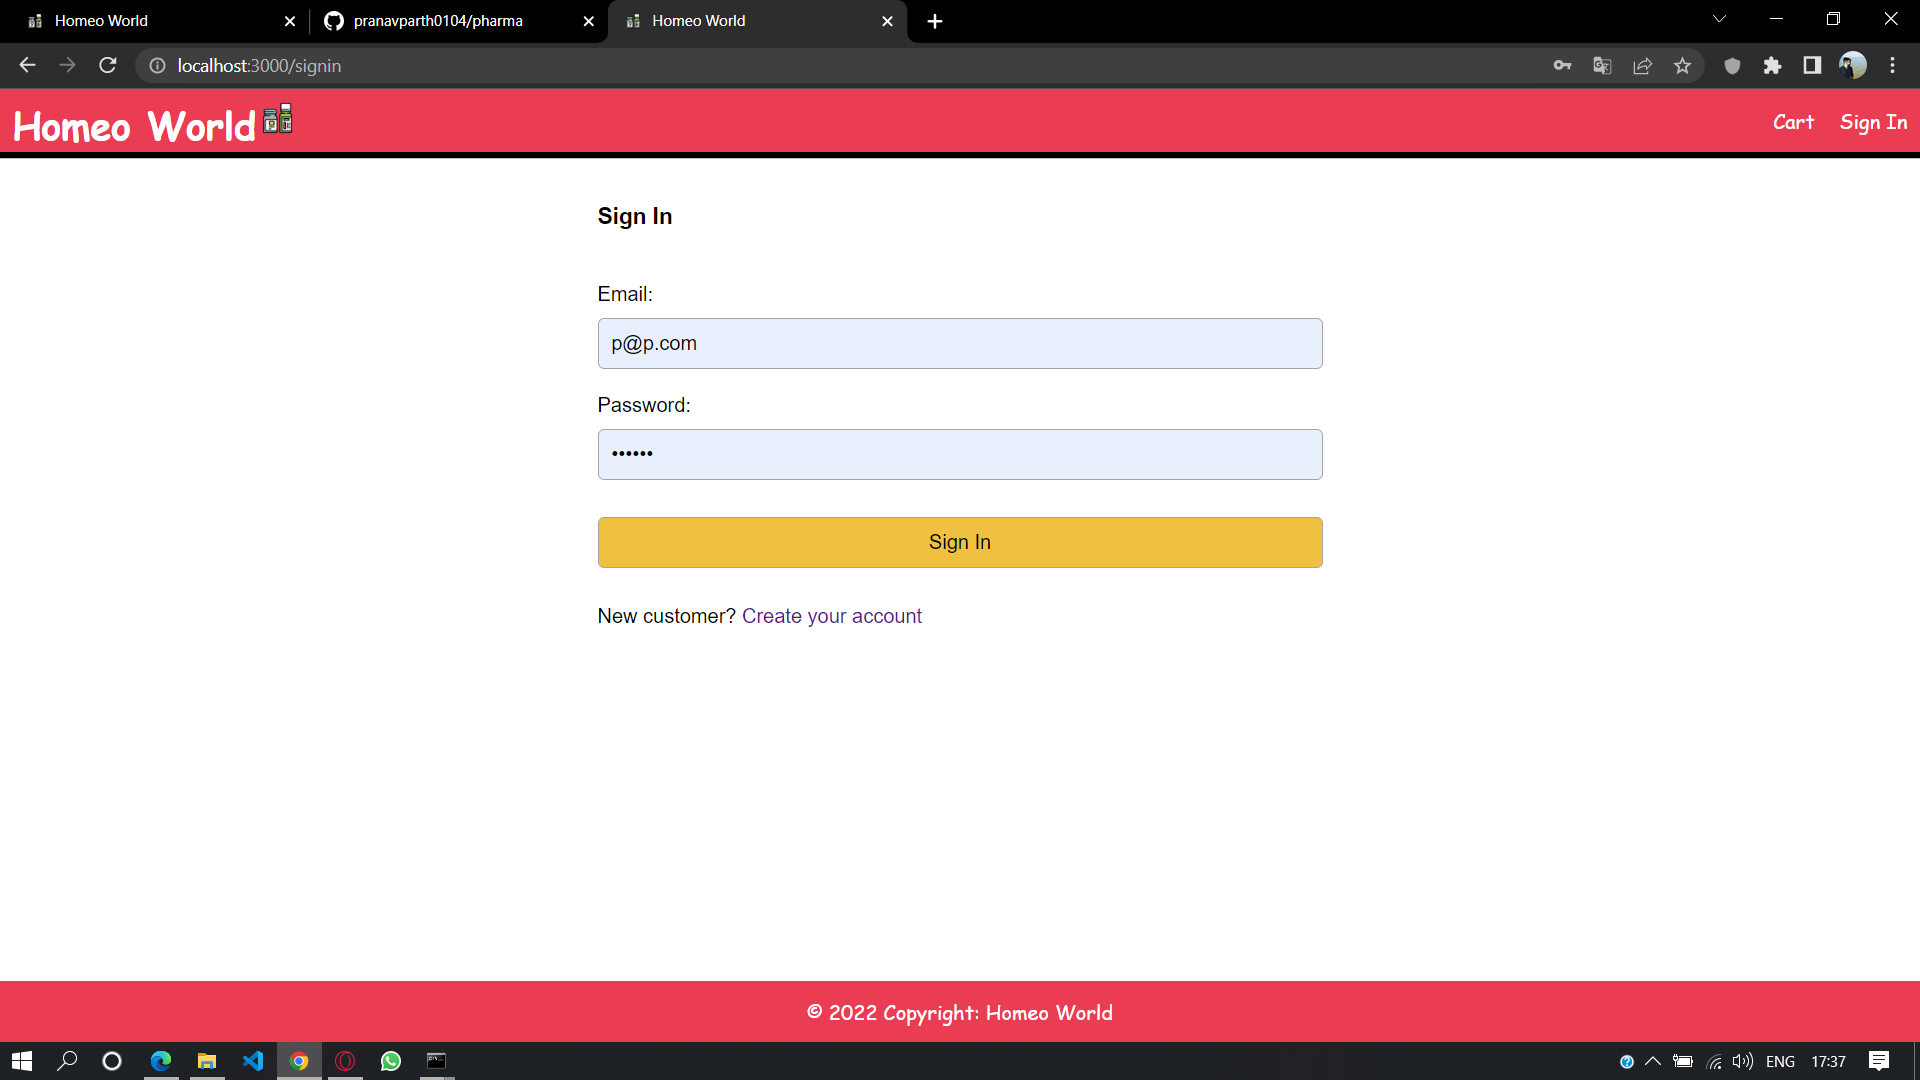 Homeo World
pranavparth0104/pharma
Homeo World
localhost:3000/signin
Homeo World
Cart
Sign In
Sign In
Email:
p@p.com
Password:
••••••
Sign In
New customer? Create your account
© 2022 Copyright: Homeo World
ENG
17:37